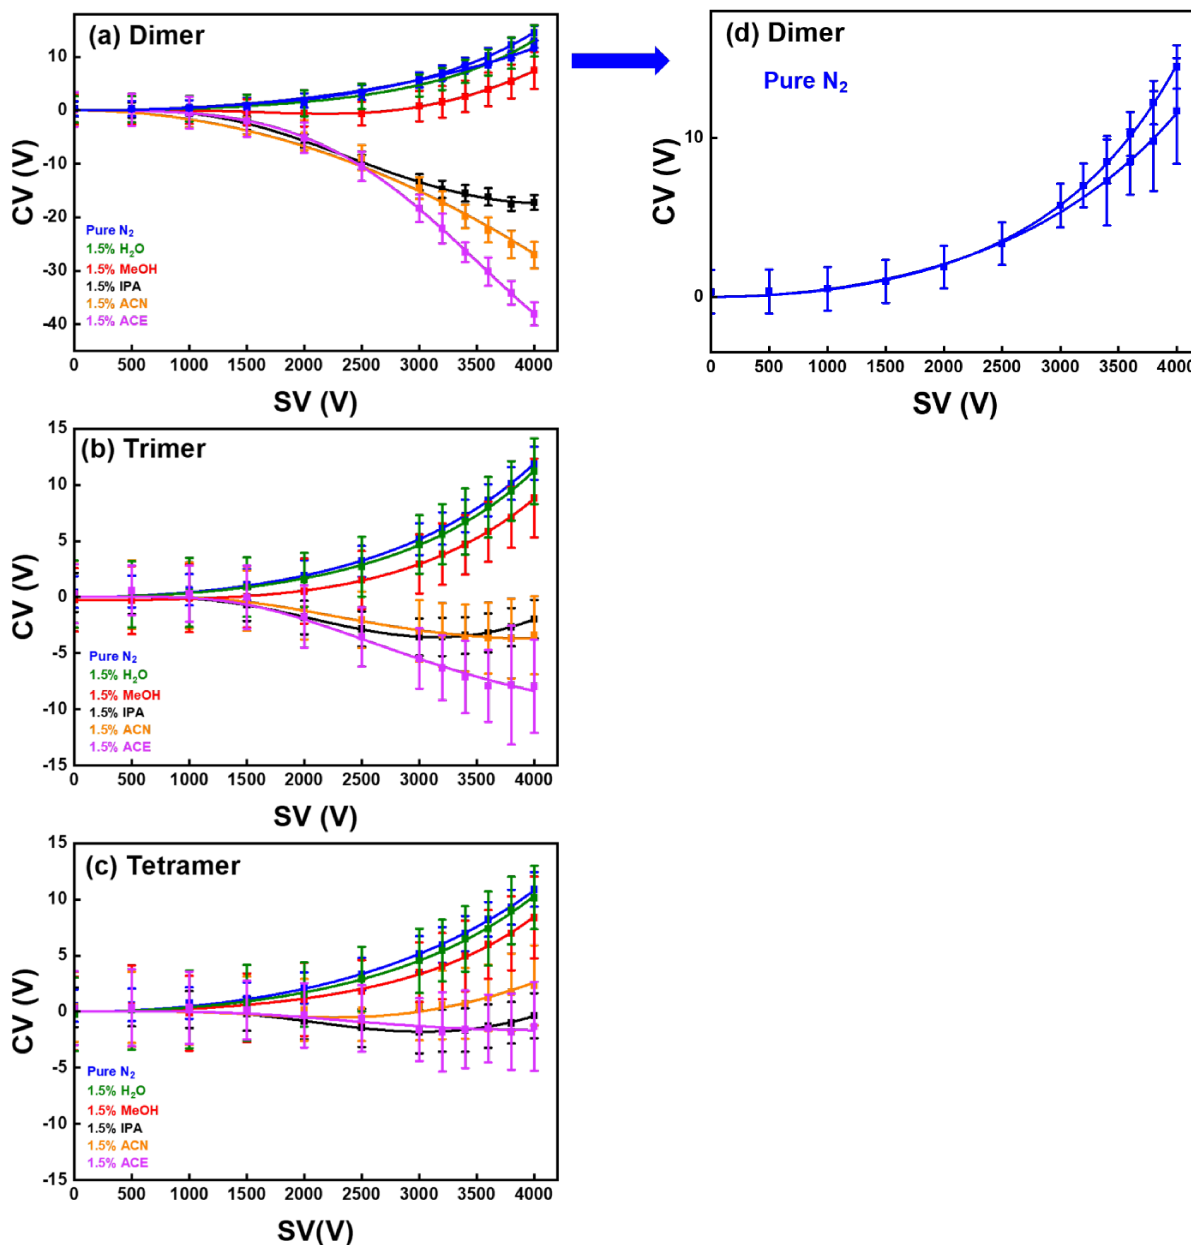 (a) Dimer
10
0
-10
-20
-30
-40
CV (V)
Pure N₂
1.5% H₂O
1.5% MeOH
1.5% IPA
1.5% ACN
1.5% ACE
0 500 1000 1500 2000 2500 3000 3500 4000
SV (V)
(d) Dimer
Pure N₂
10
0
CV (V)
0 500 1000 1500 2000 2500 3000 3500 4000
SV (V)
(b) Trimer
15
10
5
0
-5
-10
-15
CV (V)
Pure N₂
1.5% H₂O
1.5% MeOH
1.5% IPA
1.5% ACN
1.5% ACE
0 500 1000 1500 2000 2500 3000 3500 4000
SV (V)
(c) Tetramer
15
10
5
0
-5
-10
-15
CV (V)
Pure N₂
1.5% H₂O
1.5% MeOH
1.5% IPA
1.5% ACN
1.5% ACE
0 500 1000 1500 2000 2500 3000 3500 4000
SV(V)